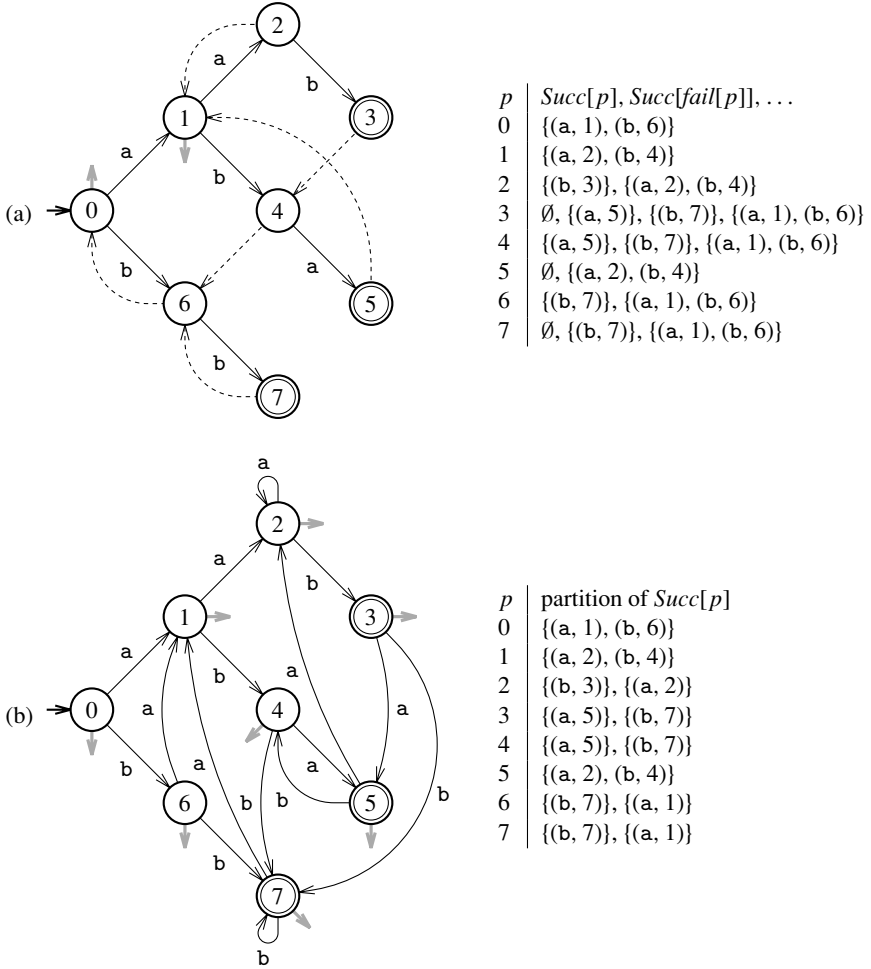 2
a
b
p Succ[p], Succ[fail[p]], . . .
1
3
0 {(a, 1), (b, 6)}
a
b
1 {(a, 2), (b, 4)}
2 {(b, 3)}, {(a, 2), (b, 4)}
(a)
0
4
3 ∅, {(a, 5)}, {(b, 7)}, {(a, 1), (b, 6)}
4 {(a, 5)}, {(b, 7)}, {(a, 1), (b, 6)}
b
a
5 ∅, {(a, 2), (b, 4)}
6
5
6 {(b, 7)}, {(a, 1), (b, 6)}
7 ∅, {(b, 7)}, {(a, 1), (b, 6)}
b
7
a
2
a
b
p partition of Succ[p]
1
3
0 {(a, 1), (b, 6)}
a
b
a
1 {(a, 2), (b, 4)}
2 {(b, 3)}, {(a, 2)}
(b)
0
a
4
a
3 {(a, 5)}, {(b, 7)}
4 {(a, 5)}, {(b, 7)}
b
a
a
5 {(a, 2), (b, 4)}
6
b
b
5
b
6 {(b, 7)}, {(a, 1)}
7 {(b, 7)}, {(a, 1)}
b
7
b